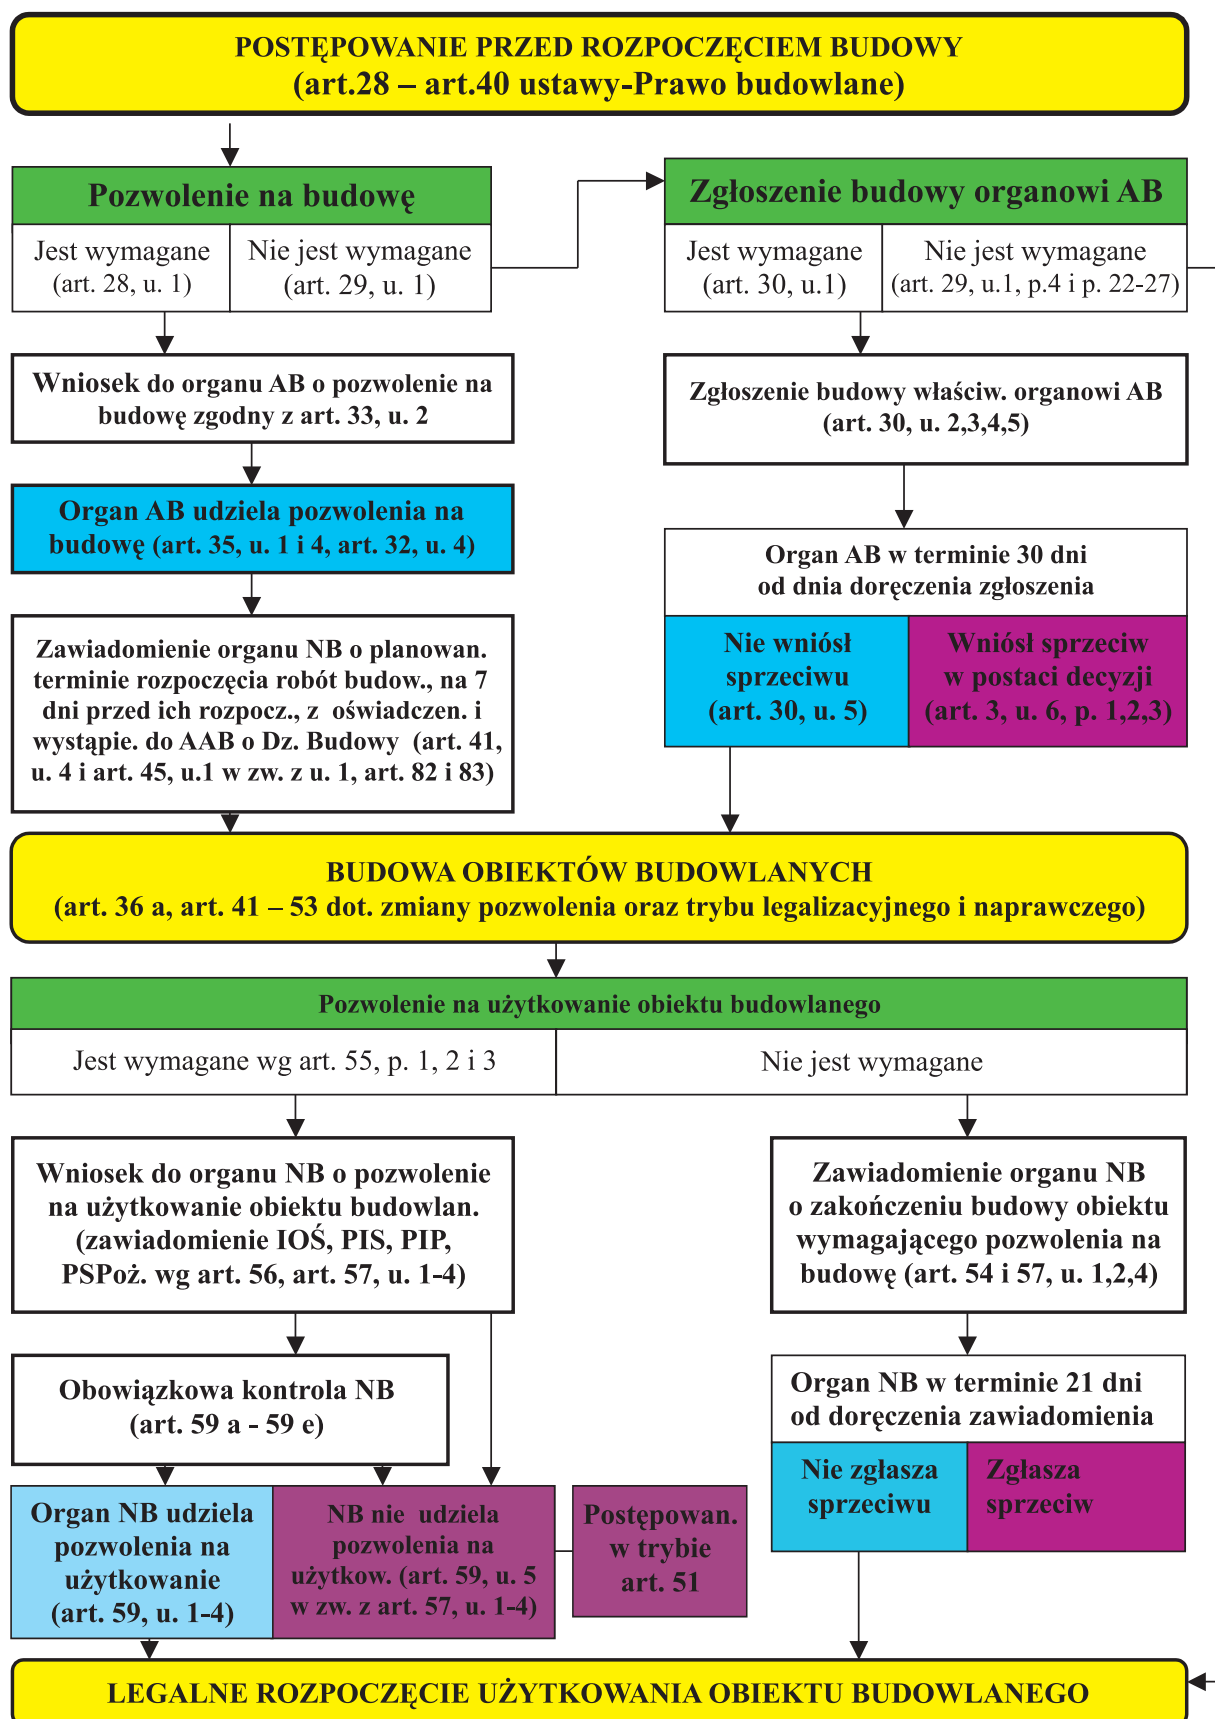 POSTĘPOWANIE PRZED ROZPOCZĘCIEM BUDOWY
(art.28 – art.40 ustawy-Prawo budowlane)
Pozwolenie na budowę
Jest wymagane
(art. 28, u. 1)
Nie jest wymagane
(art. 29, u. 1)
Zgłoszenie budowy organowi AB
Jest wymagane
(art. 30, u.1)
Nie jest wymagane
(art. 29, u.1, p.4 i p. 22-27)
Wniosek do organu AB o pozwolenie na
budowę zgodny z art. 33, u. 2
Organ AB udziela pozwolenia na
budowę (art. 35, u. 1 i 4, art. 32, u. 4)
Zawiadomienie organu NB o planowan.
terminie rozpoczęcia robót budow., na 7
dni przed ich rozpocz., z oświadczen. i
wystąpie. do AAB o Dz. Budowy (art. 41,
u. 4 i art. 45, u.1 w zw. z u. 1, art. 82 i 83)
Zgłoszenie budowy właściw. organowi AB
(art. 30, u. 2,3,4,5)
Organ AB w terminie 30 dni
od dnia doręczenia zgłoszenia
Nie wniósł
sprzeciwu
(art. 30, u. 5)
Wniósł sprzeciw
w postaci decyzji
(art. 3, u. 6, p. 1,2,3)
BUDOWA OBIEKTÓW BUDOWLANYCH
(art. 36 a, art. 41 – 53 dot. zmiany pozwolenia oraz trybu legalizacyjnego i naprawczego)
Pozwolenie na użytkowanie obiektu budowlanego
Jest wymagane wg art. 55, p. 1, 2 i 3
Nie jest wymagane
Wniosek do organu NB o pozwolenie
na użytkowanie obiektu budowlan.
(zawiadomienie IOŚ, PIS, PIP,
PSPoż. wg art. 56, art. 57, u. 1-4)
Obowiązkowa kontrola NB
(art. 59 a - 59 e)
Organ NB udziela
pozwolenia na
użytkowanie
(art. 59, u. 1-4)
NB nie udziela
pozwolenia na
użytkow. (art. 59, u. 5
w zw. z art. 57, u. 1-4)
Postępowan.
w trybie
art. 51
Zawiadomienie organu NB
o zakończeniu budowy obiektu
wymagającego pozwolenia na
budowę (art. 54 i 57, u. 1,2,4)
Organ NB w terminie 21 dni
od doręczenia zawiadomienia
Nie zgłasza
sprzeciwu
Zgłasza
sprzeciw
LEGALNE ROZPOCZĘCIE UŻYTKOWANIA OBIEKTU BUDOWLANEGO